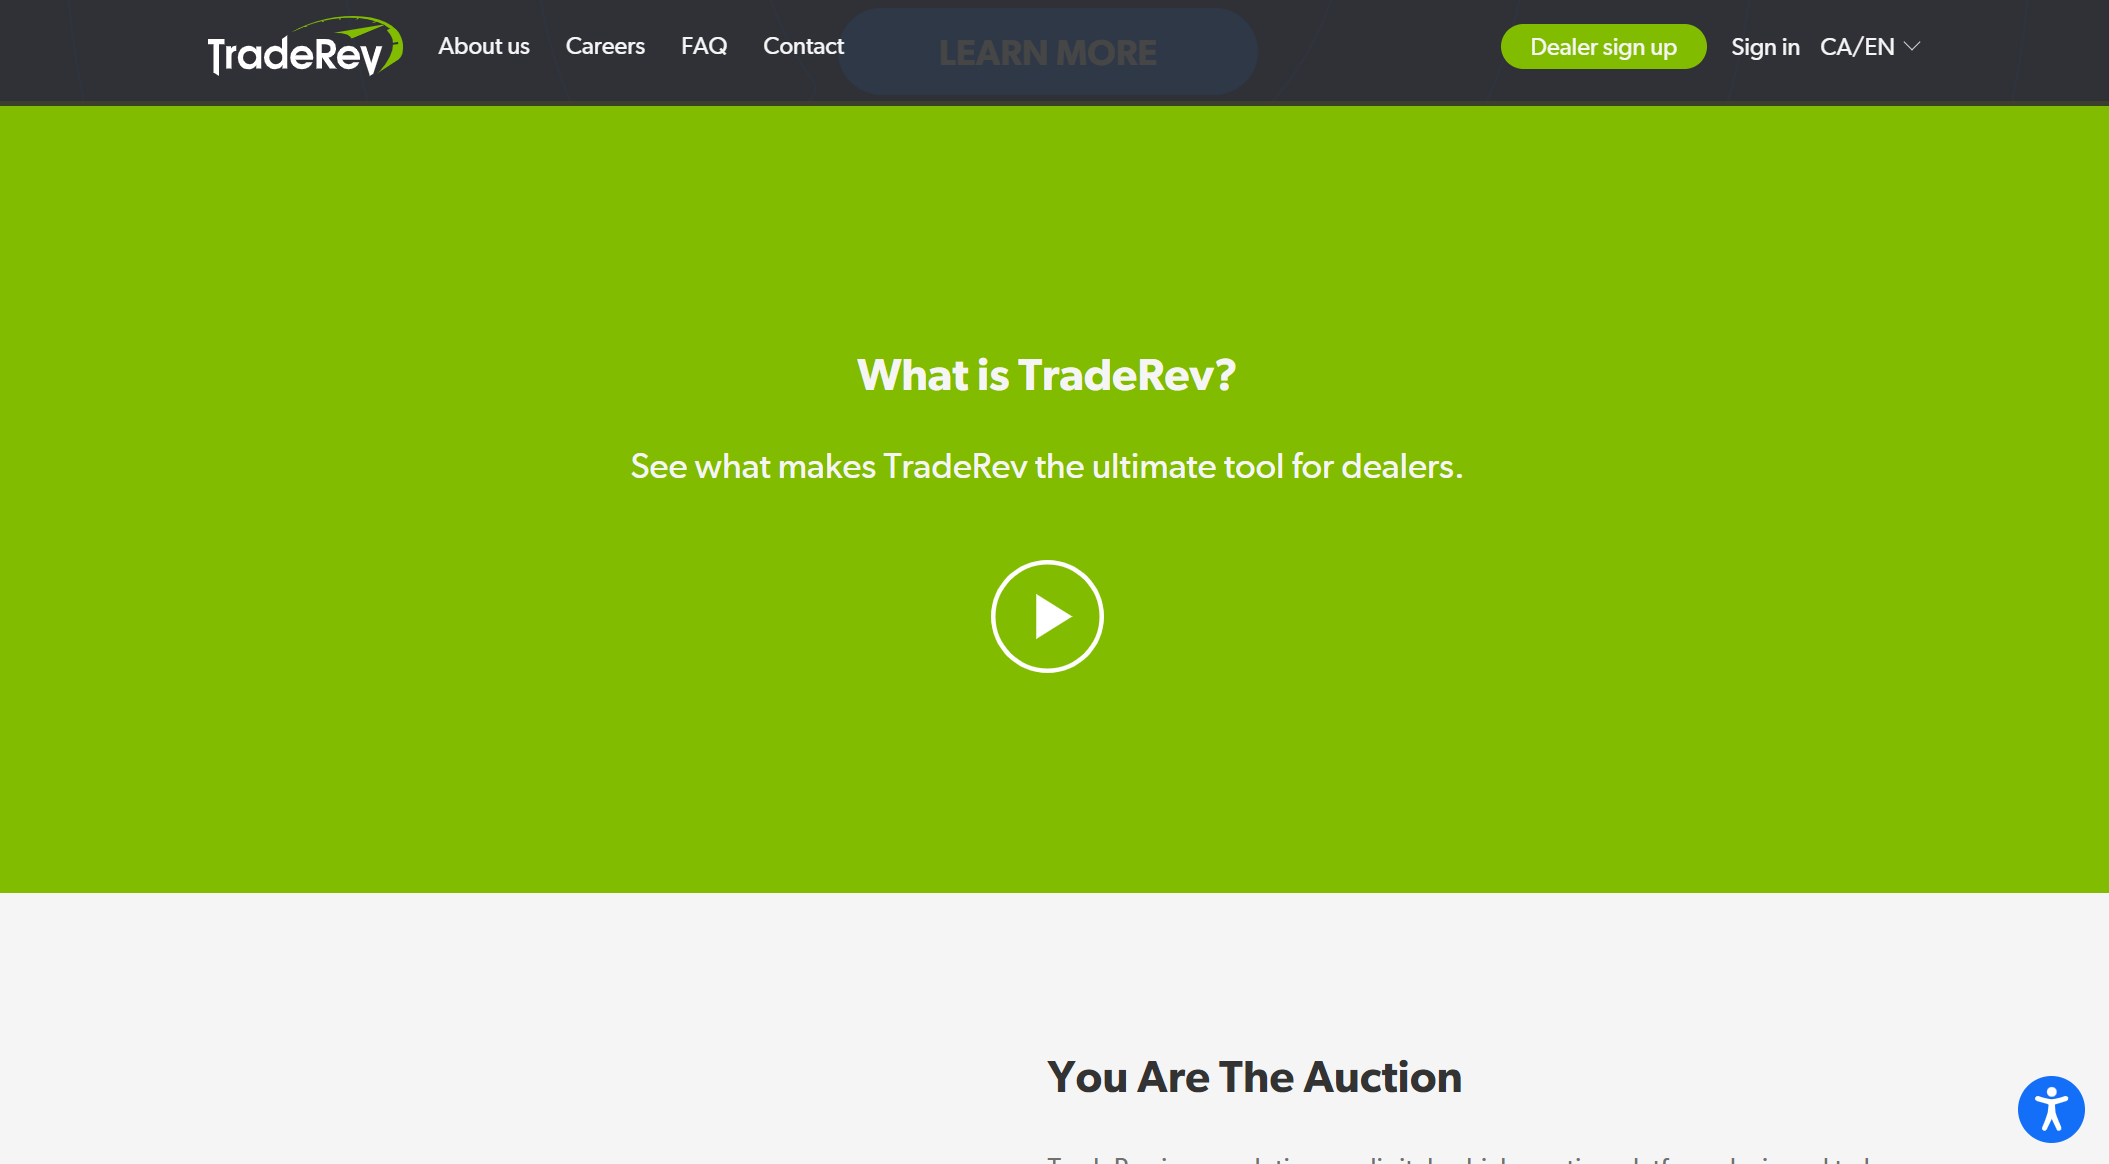 TradeRev
About us
Careers
FAQ
Contact
LEARN MORE
Dealer sign up
Sign in
CA/EN
What is TradeRev?
See what makes TradeRev the ultimate tool for dealers.
You Are The Auction